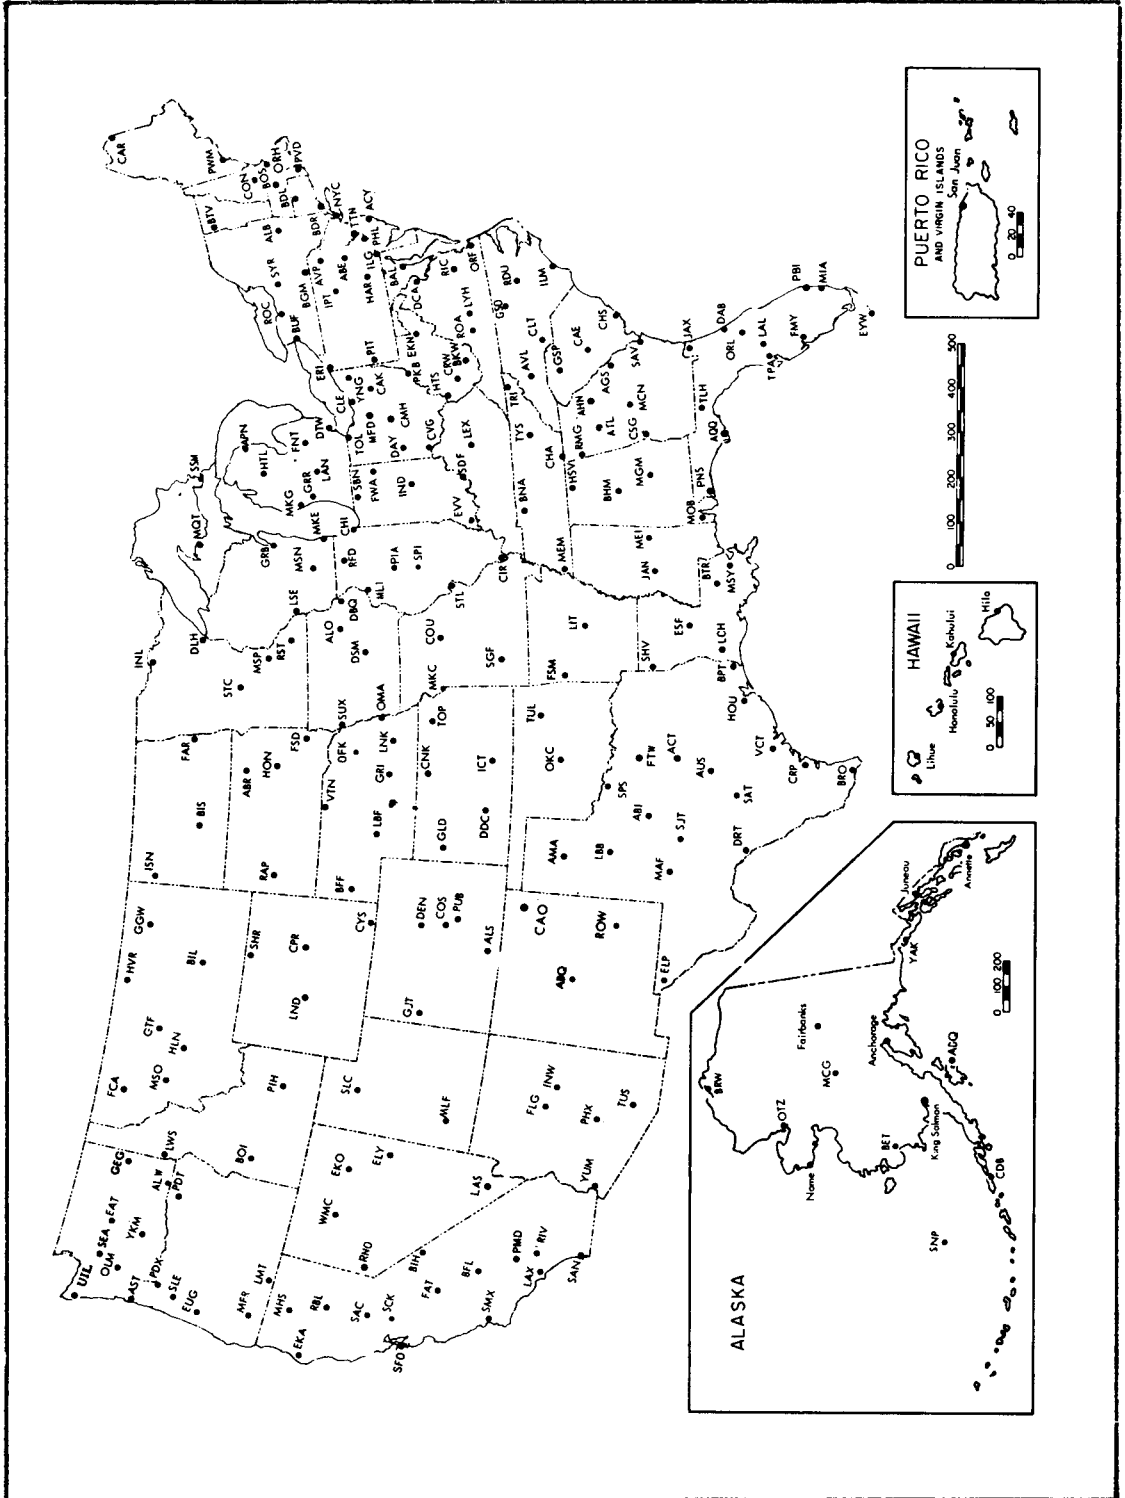 UIL
SEA
EAT
OLM
YKM
AST
PDX
SLE
EUG
MFR
LMT
GEG
ALW
PDT
LWS
BOI
PIH
FCA
MSO
HLN
GTF
HVR
GGW
BIL
ISN
BIS
FAR
INL
DLH
STC
MSP
RST
LSE
MQT
SSM
GRB
MSN
MKE
APN
HTL
MKG
GRR
LAN
FNT
DTW
CAR
PWM
BTV
CON
BOS
ORH
BDL
PVD
ALB
SYR
ROC
BUF
BGM
BDR
NYC
AVP
ABE
TTN
ACY
PHL
ILG
IPT
HAR
BAL
ERI
PIT
MHS
RBL
EKA
SAC
SCK
SFO
RNO
WMC
EKO
ELY
SLC
SHR
CPR
LND
CYS
RAP
ABR
HON
FSD
VTN
OFK
SUX
BFF
LBF
GRI
LNK
OMA
ALO
DBQ
DSM
MLI
RFD
CHI
PIA
SPI
SBN
FWA
IND
TOL
CLE
YNG
CAK
MFD
CMH
DAY
CVG
LEX
SDF
EVV
HTS
CRW
BKW
PKB
EKN
DCA
RIC
LYH
ROA
ORF
BIH
FAT
BFL
SMX
PMD
RIV
LAX
SAN
LAS
YUM
MLF
GJT
DEN
COS
PUB
ALS
GLD
CNK
TOP
MKC
DDC
ICT
COU
STL
SGF
CIR
FLG
INW
PHX
TUS
ABQ
CAO
ROW
ELP
AMA
LBB
MAF
SJT
ABI
SPS
FTW
ACT
AUS
SAT
DRT
OKC
TUL
FSM
LIT
MEM
BNA
TYS
TRI
CHA
HSV
AVL
CLT
GSO
RDU
ILM
GSP
CAE
CHS
SAV
AGS
AHN
ATL
RMG
MCN
CSG
BHM
MGM
MEI
JAN
SHV
ESF
LCH
BPT
HOU
VCT
CRP
BRO
BTR
MSY
MOB
PNS
AQQ
TLH
JAX
DAB
ORL
LAL
TPA
FMY
PBI
MIA
EYW
ALASKA
BRW
OTZ
Nome
Fairbanks
MCG
BET
SNP
Anchorage
King Salmon
ADQ
CDB
YAK
Juneau
Annette
0 100 200
HAWAII
Lihue
Honolulu
Kahului
Hilo
0 50 100
0 100 200 300 400 500
PUERTO RICO
AND VIRGIN ISLANDS
San Juan
0 20 40